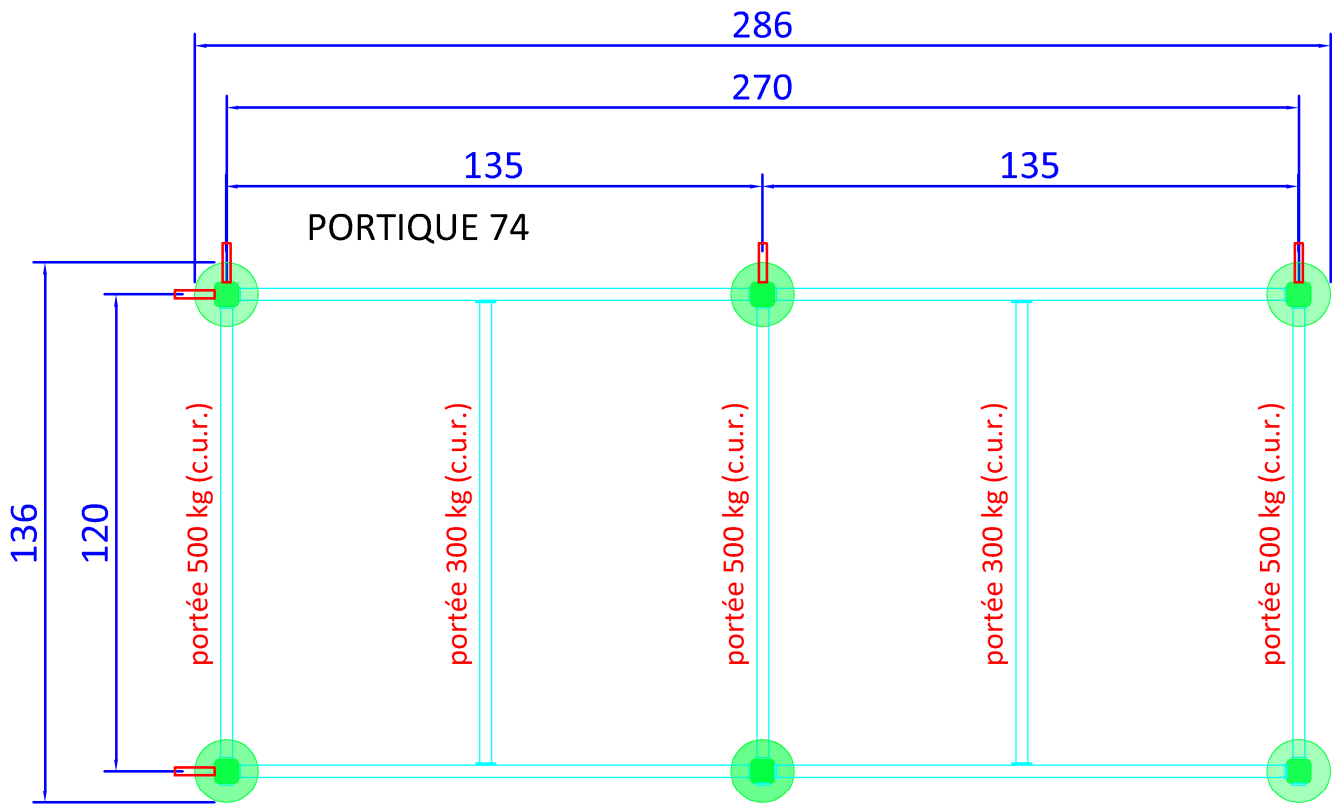 286
270
135
135
PORTIQUE 74
136
120
portée 500 kg (c.u.r.)
portée 300 kg (c.u.r.)
portée 500 kg (c.u.r.)
portée 300 kg (c.u.r.)
portée 500 kg (c.u.r.)